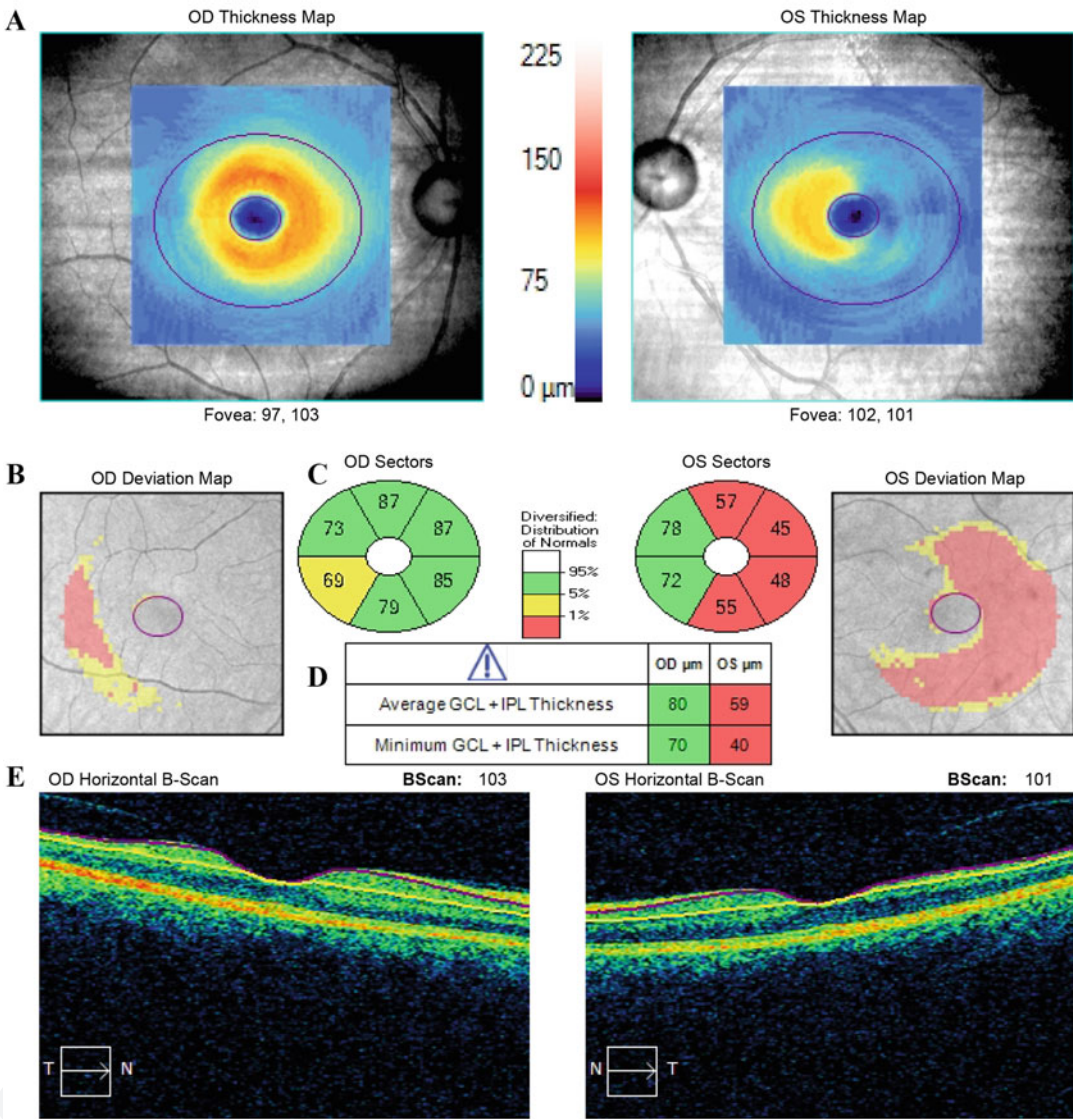 A
OD Thickness Map
OS Thickness Map
225
150
75
0 μm
Fovea: 97, 103
Fovea: 102, 101
B
OD Deviation Map
C
OD Sectors
87
73
87
69
85
79
Diversified:
Distribution
of Normals
95%
5%
1%
OS Sectors
57
78
45
72
48
55
OS Deviation Map
D
OD μm
OS μm
Average GCL + IPL Thickness
80
59
Minimum GCL + IPL Thickness
70
40
E
OD Horizontal B-Scan
BScan: 103
OS Horizontal B-Scan
BScan: 101
T
N
N
T